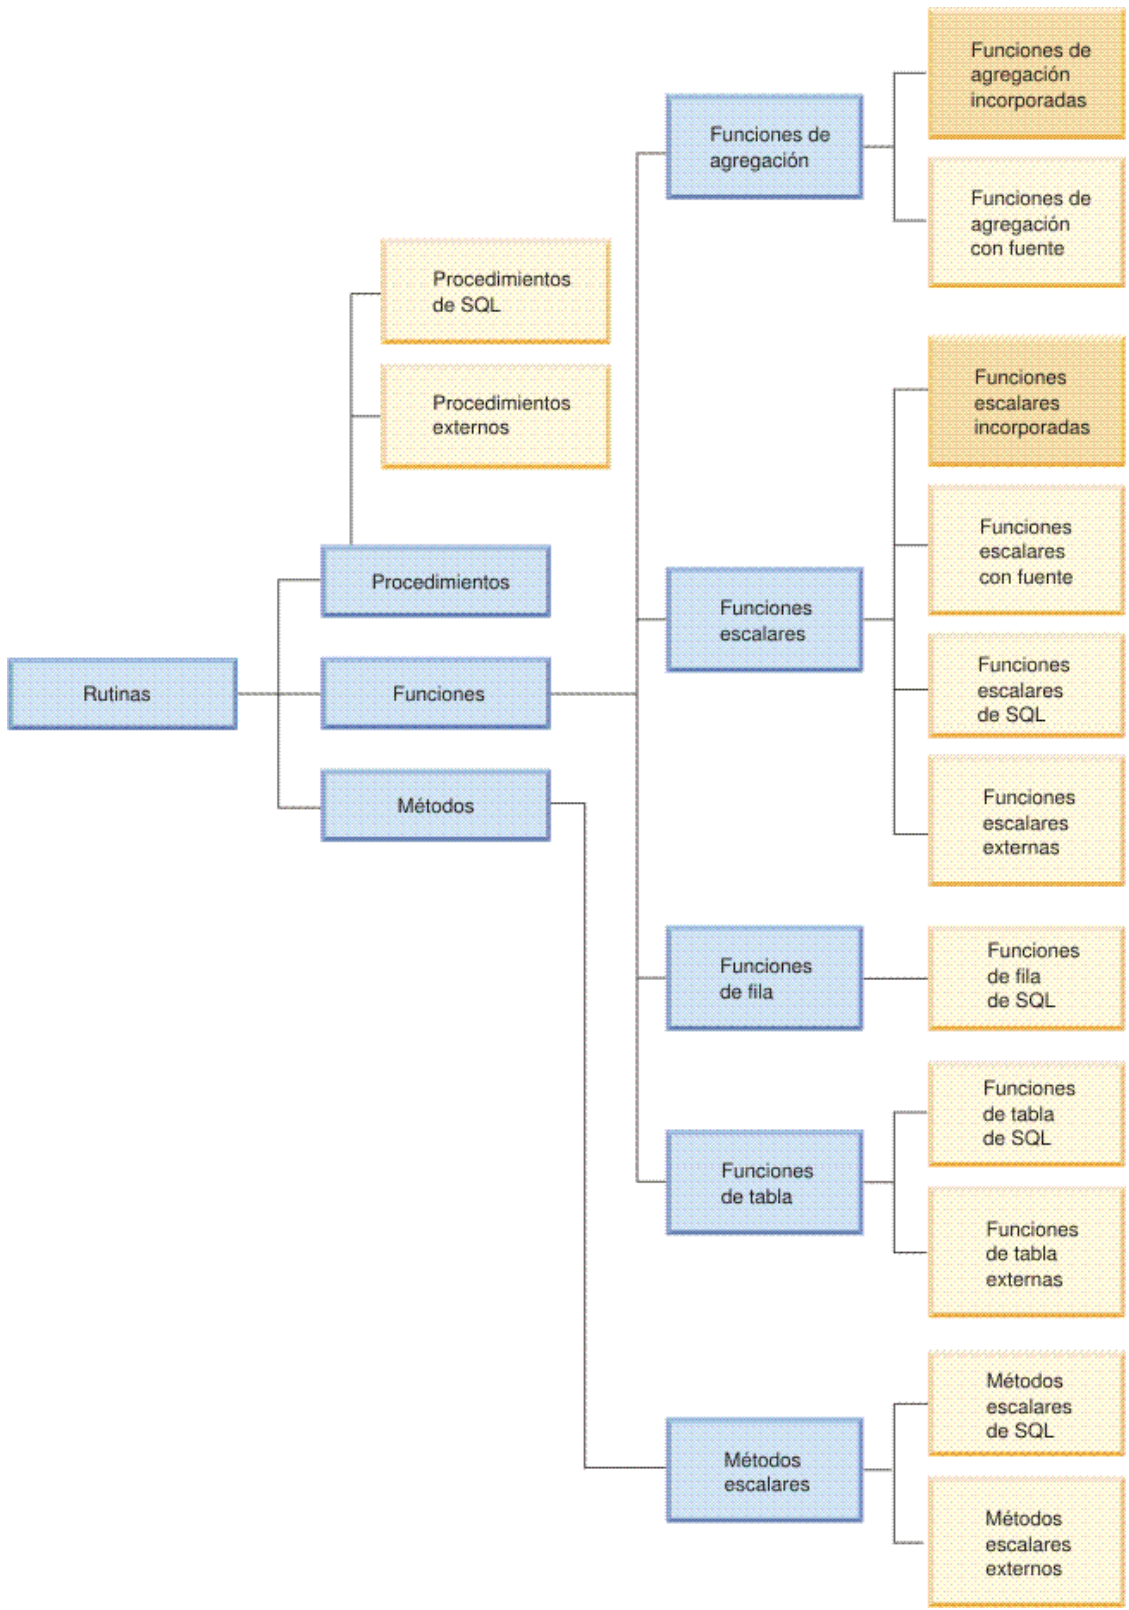 Funciones de
agregación
incorporadas
Funciones de
agregación
Funciones de
agregación
con fuente
Procedimientos
de SQL
Procedimientos
externos
Funciones
escalares
incorporadas
Funciones
escalares
con fuente
Procedimientos
Funciones
escalares
Funciones
escalares
de SQL
Rutinas
Funciones
Métodos
Funciones
escalares
externas
Funciones
de fila
Funciones
de fila
de SQL
Funciones
de tabla
de SQL
Funciones
de tabla
Funciones
de tabla
externas
Métodos
escalares
de SQL
Métodos
escalares
Métodos
escalares
externos